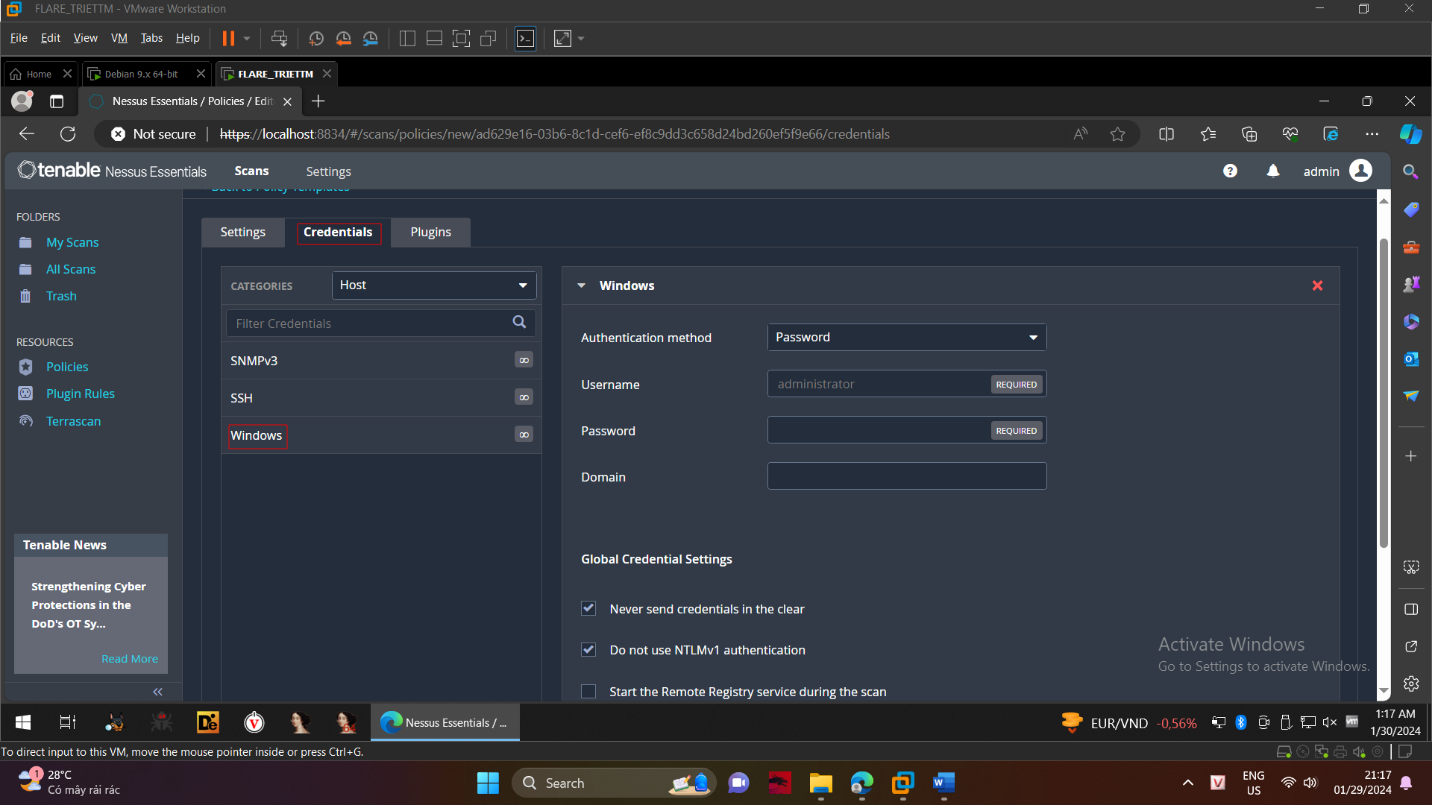 FLARE_TRIETTM - VMware Workstation
File Edit View VM Tabs Help
Home Debian 9.x 64-bit FLARE_TRIETTM
Nessus Essentials / Policies / Edit
Not secure https://localhost:8834/#/scans/policies/new/ad629e16-03b6-8c1d-cef6-ef8c9dd3c658d24bd260ef5f9e66/credentials
tenable Nessus Essentials Scans Settings admin
Back to Policy Templates
FOLDERS
My Scans
All Scans
Trash
RESOURCES
Policies
Plugin Rules
Terrascan
Tenable News
Strengthening Cyber
Protections in the
DoD's OT Sy...
Read More
Settings Credentials Plugins
CATEGORIES Host
Filter Credentials
SNMPv3
SSH
Windows
Windows
Authentication method Password
Username administrator REQUIRED
Password REQUIRED
Domain
Global Credential Settings
Never send credentials in the clear
Do not use NTLMv1 authentication
Start the Remote Registry service during the scan
Activate Windows
Go to Settings to activate Windows.
Nessus Essentials / ...
EUR/VND -0,56%
1:17 AM
1/30/2024
To direct input to this VM, move the mouse pointer inside or press Ctrl+G.
1
28°C
Có mây rải rác
Search
ENG
US
21:17
01/29/2024